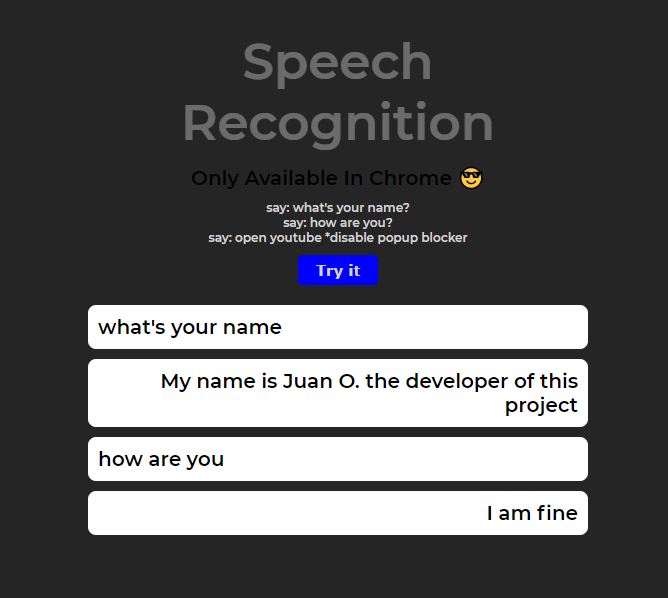 Speech
Recognition
Only Available In Chrome 😎
say: what's your name?
say: how are you?
say: open youtube *disable popup blocker
Try it
what's your name
My name is Juan O. the developer of this
project
how are you
I am fine